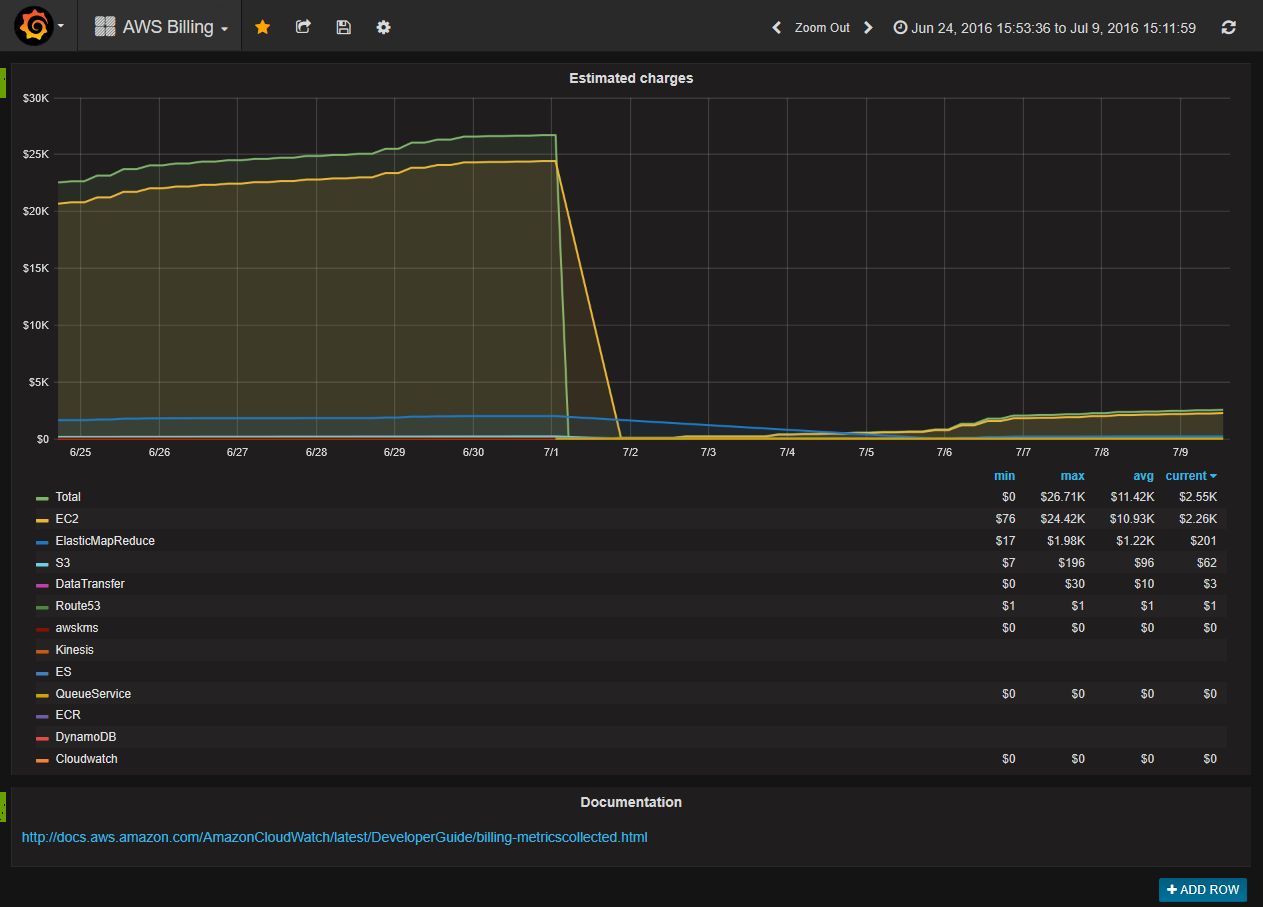 AWS Billing
Zoom Out
Jun 24, 2016 15:53:36 to Jul 9, 2016 15:11:59
Estimated charges
$30K
$25K
$20K
$15K
$10K
$5K
$0
6/25 6/26 6/27 6/28 6/29 6/30 7/1 7/2 7/3 7/4 7/5 7/6 7/7 7/8 7/9
min max avg current
Total $0 $26.71K $11.42K $2.55K
EC2 $76 $24.42K $10.93K $2.26K
ElasticMapReduce $17 $1.98K $1.22K $201
S3 $7 $196 $96 $62
DataTransfer $0 $30 $10 $3
Route53 $1 $1 $1 $1
awskms $0 $0 $0 $0
Kinesis
ES
QueueService $0 $0 $0 $0
ECR
DynamoDB
Cloudwatch $0 $0 $0 $0
Documentation
http://docs.aws.amazon.com/AmazonCloudWatch/latest/DeveloperGuide/billing-metricscollected.html
+ ADD ROW